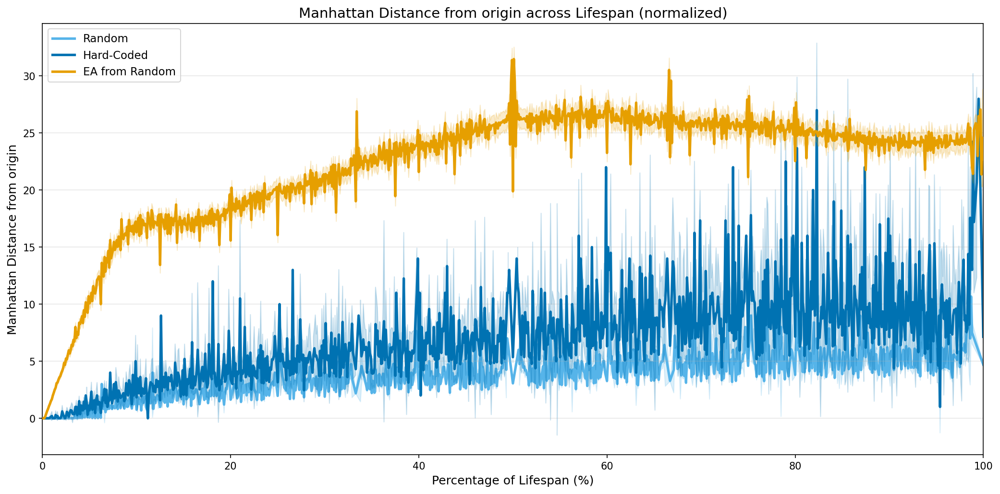 Manhattan Distance from origin across Lifespan (normalized)
Random
Hard-Coded
EA from Random
Manhattan Distance from origin
30
25
20
15
10
5
0
0 20 40 60 80 100
Percentage of Lifespan (%)